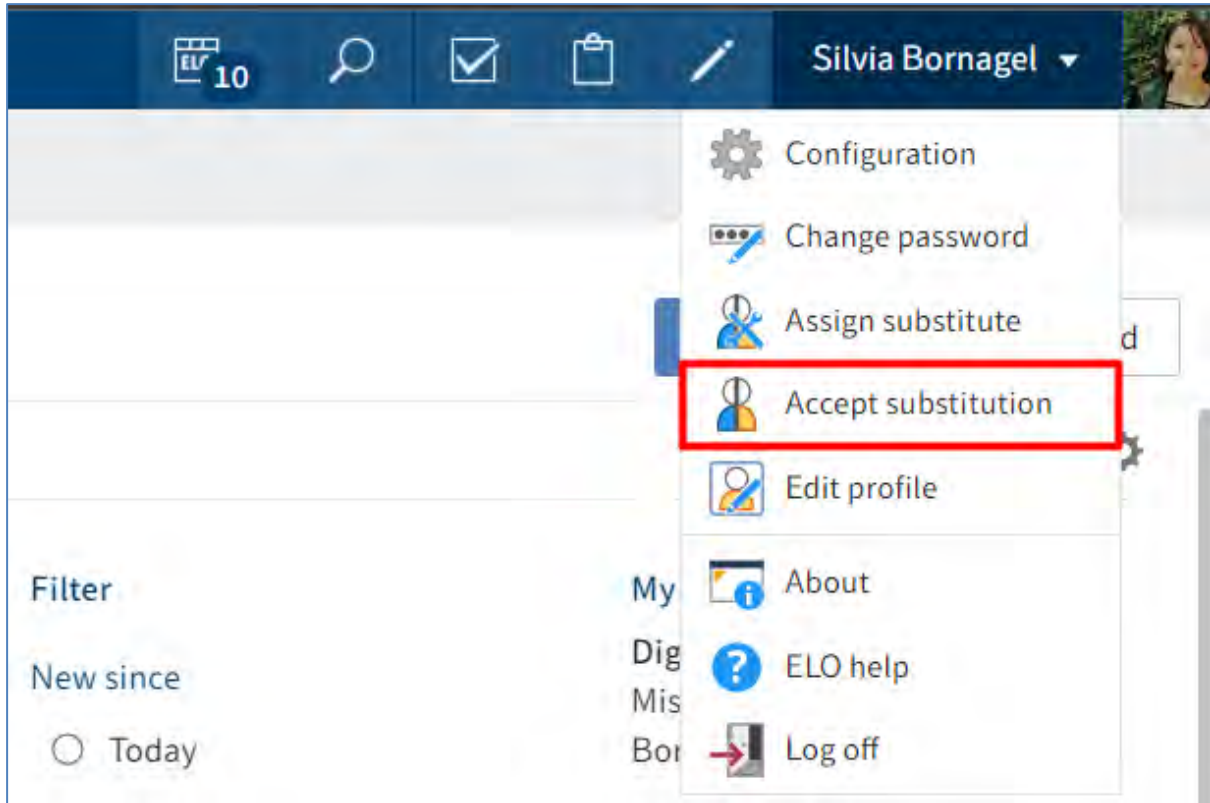 ELO 10 Silvia Bornagel
Configuration
Change password
Assign substitute
d
Accept substitution
Edit profile
Filter
My
About
New since
Dig
ELO help
Mis
Today
Bor
Log off